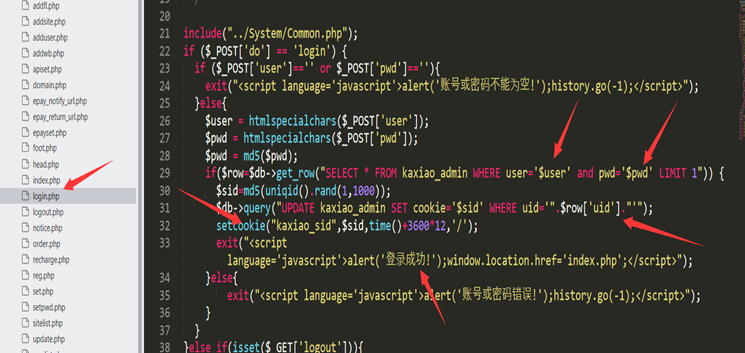 addfl.php
addsite.php
adduser.php
addwb.php
apiset.php
domain.php
epay_notify_url.php
epay_return_url.php
epayset.php
foot.php
head.php
index.php
login.php
logout.php
notice.php
order.php
recharge.php
reg.php
set.php
setpwd.php
sitelist.php
update.php
19 /
20
21 include("../System/Common.php");
22 if ($_POST['do'] == 'login') {
23 if ($_POST['user']=='' or $_POST['pwd']==''){
24 exit("<script language='javascript'>alert('账号或密码不能为空!');history.go(-1);</script>");
25 }else{
26 $user = htmlspecialchars($_POST['user']);
27 $pwd = htmlspecialchars($_POST['pwd']);
28 $pwd = md5($pwd);
29 if($row=$db->get_row("SELECT * FROM kaxiao_admin WHERE user='$user' and pwd='$pwd' LIMIT 1")) {
30 $sid=md5(uniqid().rand(1,1000));
31 $db->query("UPDATE kaxiao_admin SET cookie='$sid' WHERE uid='".$row['uid']."'");
32 setcookie("kaxiao_sid",$sid,time()+3600*12,'/');
33 exit("<script
language='javascript'>alert('登录成功!');window.location.href='index.php';</script>");
34 }else{
35 exit("<script language='javascript'>alert('账号或密码错误!');history.go(-1);</script>");
36 }
37 }
38 }else if(isset($_GET['logout'])){